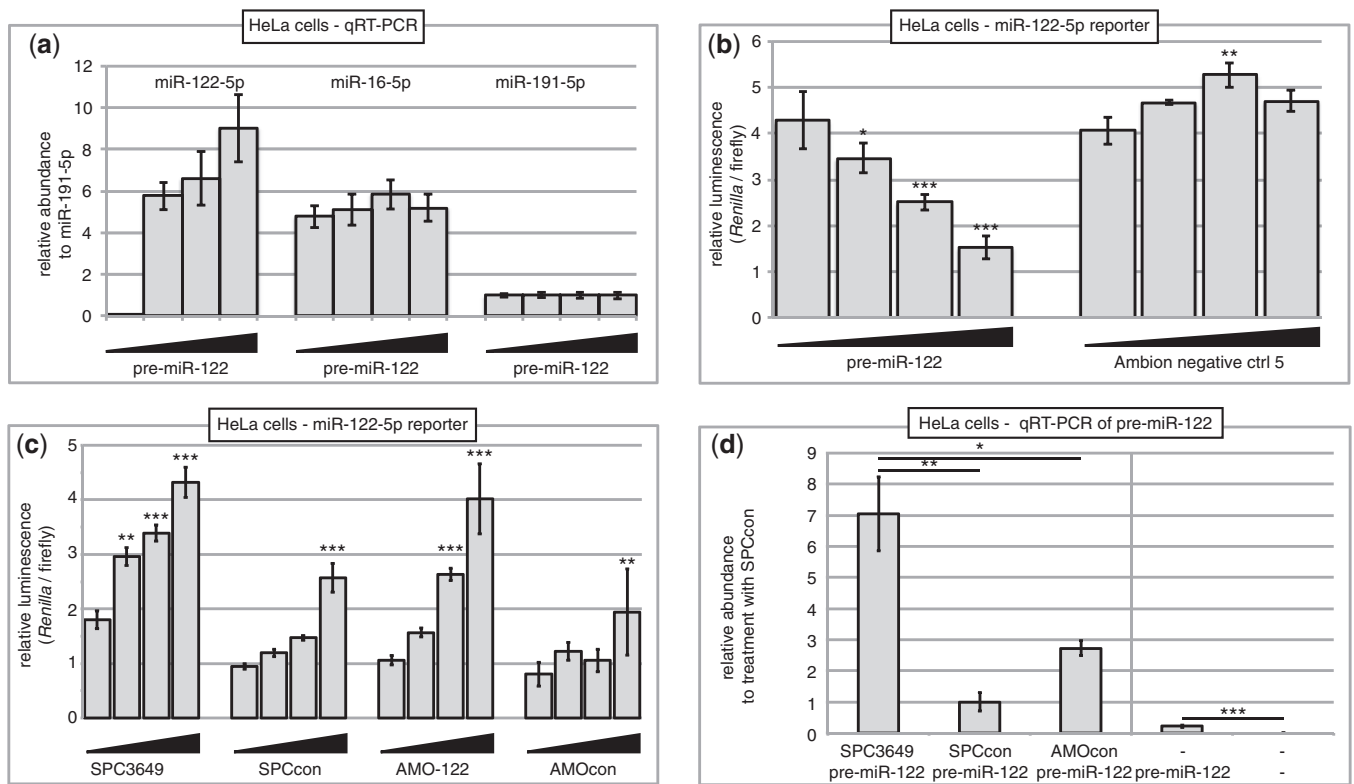 (a)
HeLa cells - qRT-PCR
relative abundance
to miR-191-5p
12
10
8
6
4
2
0
miR-122-5p
miR-16-5p
miR-191-5p
pre-miR-122
pre-miR-122
pre-miR-122
(b)
HeLa cells - miR-122-5p reporter
relative luminescence
(Renilla / firefly)
6
5
4
3
2
1
0
*
***
***
**
pre-miR-122
Ambion negative ctrl 5
(c)
HeLa cells - miR-122-5p reporter
relative luminescence
(Renilla / firefly)
5
4
3
2
1
0
**
***
***
***
***
***
**
SPC3649
SPCcon
AMO-122
AMOcon
(d)
HeLa cells - qRT-PCR of pre-miR-122
relative abundance
to treatment with SPCcon
9
8
7
6
5
4
3
2
1
0
*
**
***
SPC3649 SPCcon AMOcon - -
pre-miR-122 pre-miR-122 pre-miR-122 pre-miR-122 -